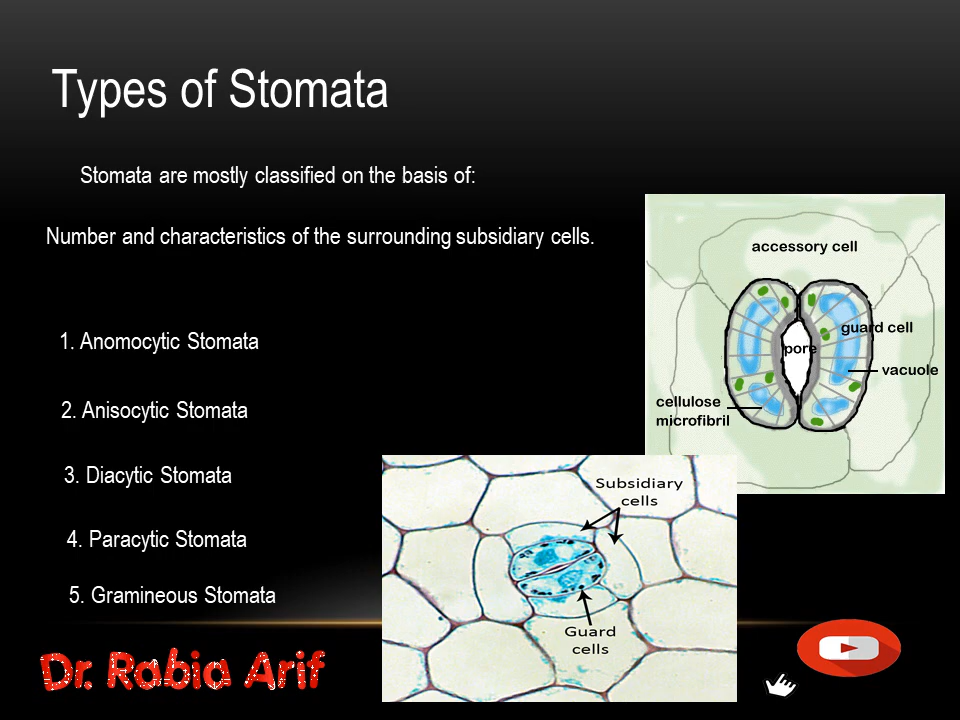 Types of Stomata
Stomata are mostly classified on the basis of:
Number and characteristics of the surrounding subsidiary cells.
1. Anomocytic Stomata
2. Anisocytic Stomata
3. Diacytic Stomata
4. Paracytic Stomata
5. Gramineous Stomata
accessory cell
guard cell
pore
vacuole
cellulose
microfibril
Subsidiary
cells
Guard
cells
Dr. Rabia Arif